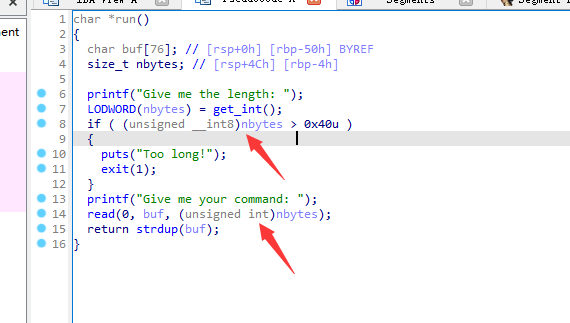 IDA View-A
Pseudocode-A
Segments
ement
1 char *run()
2 {
3 char buf[76]; // [rsp+0h] [rbp-50h] BYREF
4 size_t nbytes; // [rsp+4Ch] [rbp-4h]
5
6 printf("Give me the length: ");
7 LODWORD(nbytes) = get_int();
8 if ( (unsigned __int8)nbytes > 0x40u )
9 {
10 puts("Too long!");
11 exit(1);
12 }
13 printf("Give me your command: ");
14 read(0, buf, (unsigned int)nbytes);
15 return strdup(buf);
16 }